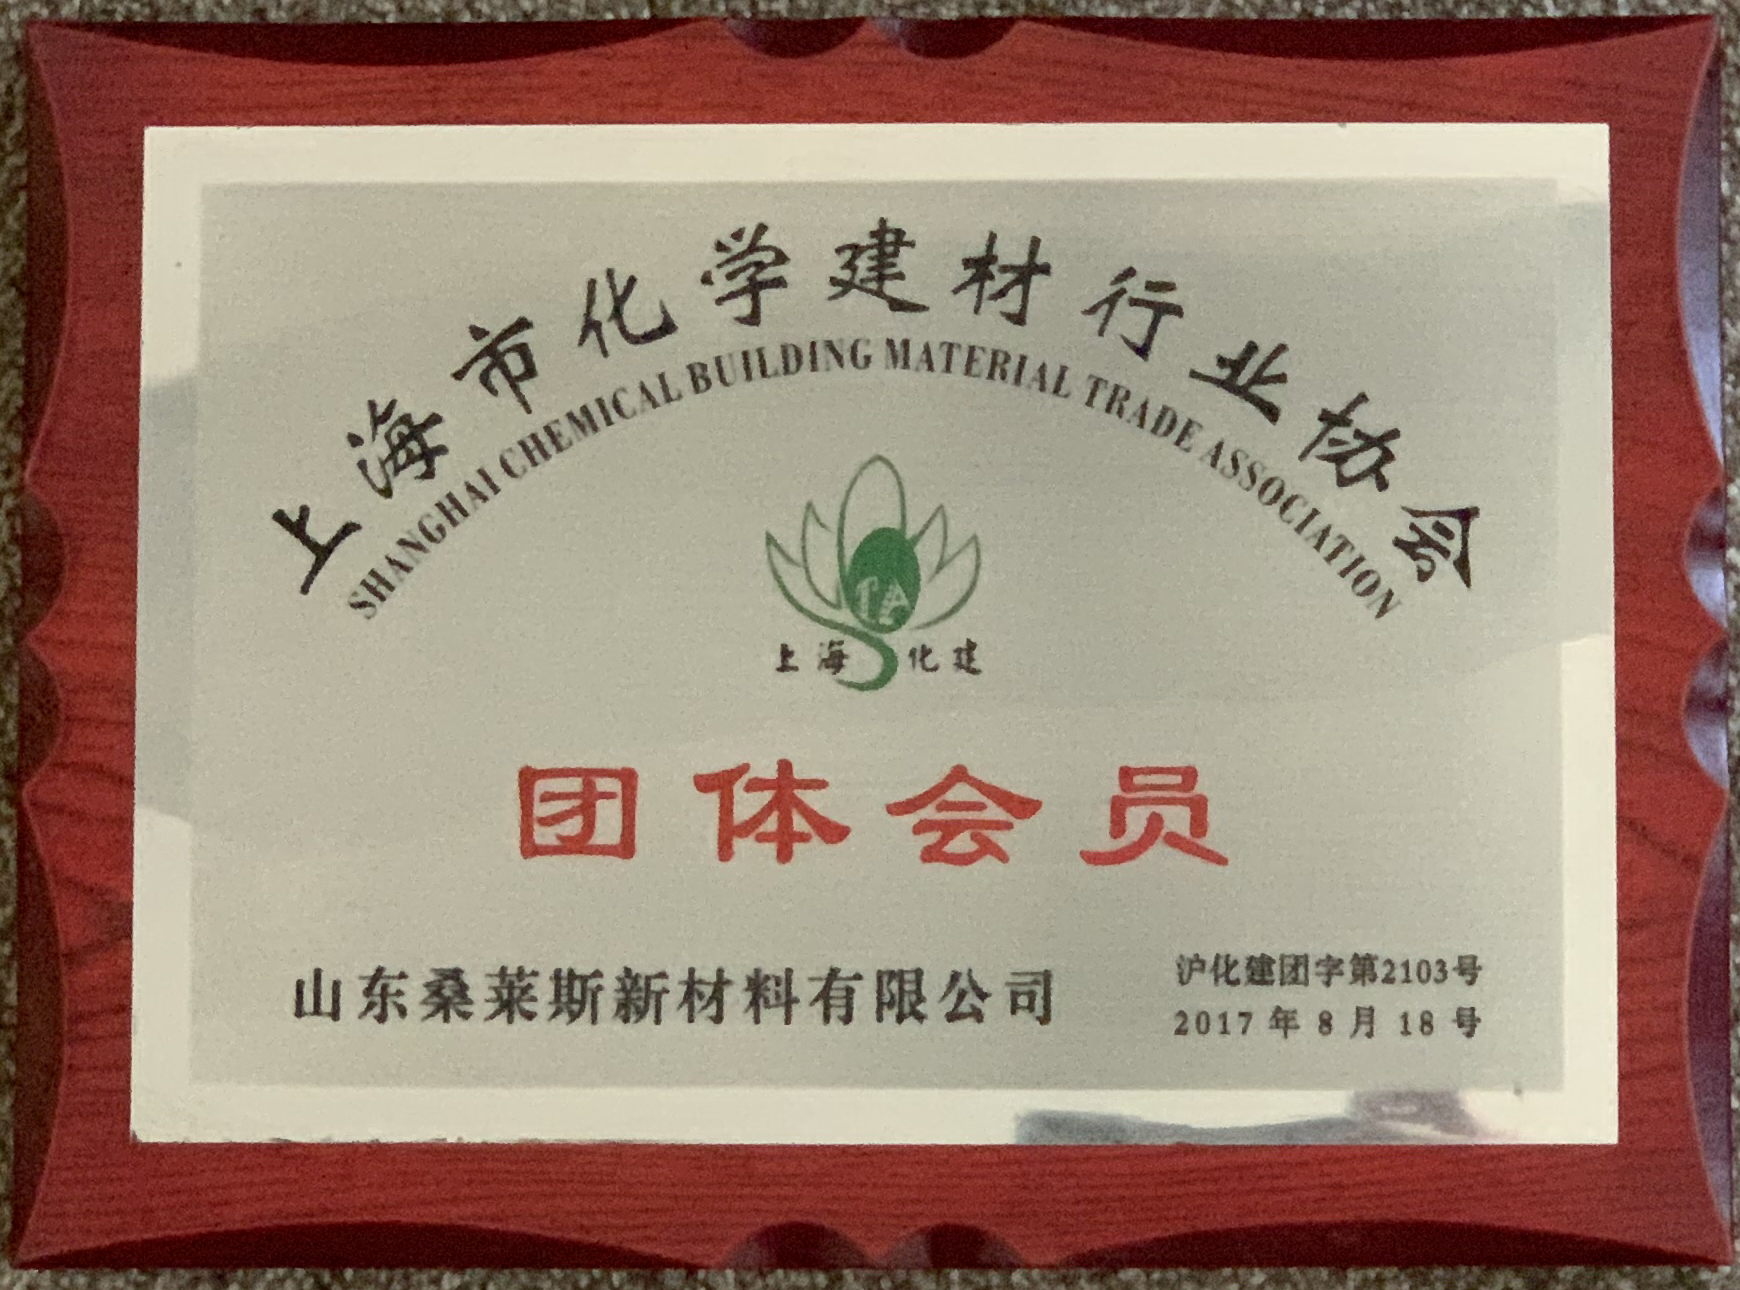 上海市化学建材行业协会
SHANGHAI CHEMICAL BUILDING MATERIAL TRADE ASSOCIATION
TA
上海 化建
团体会员
山东桑莱斯新材料有限公司
沪化建团字第2103号
2017年8月18号